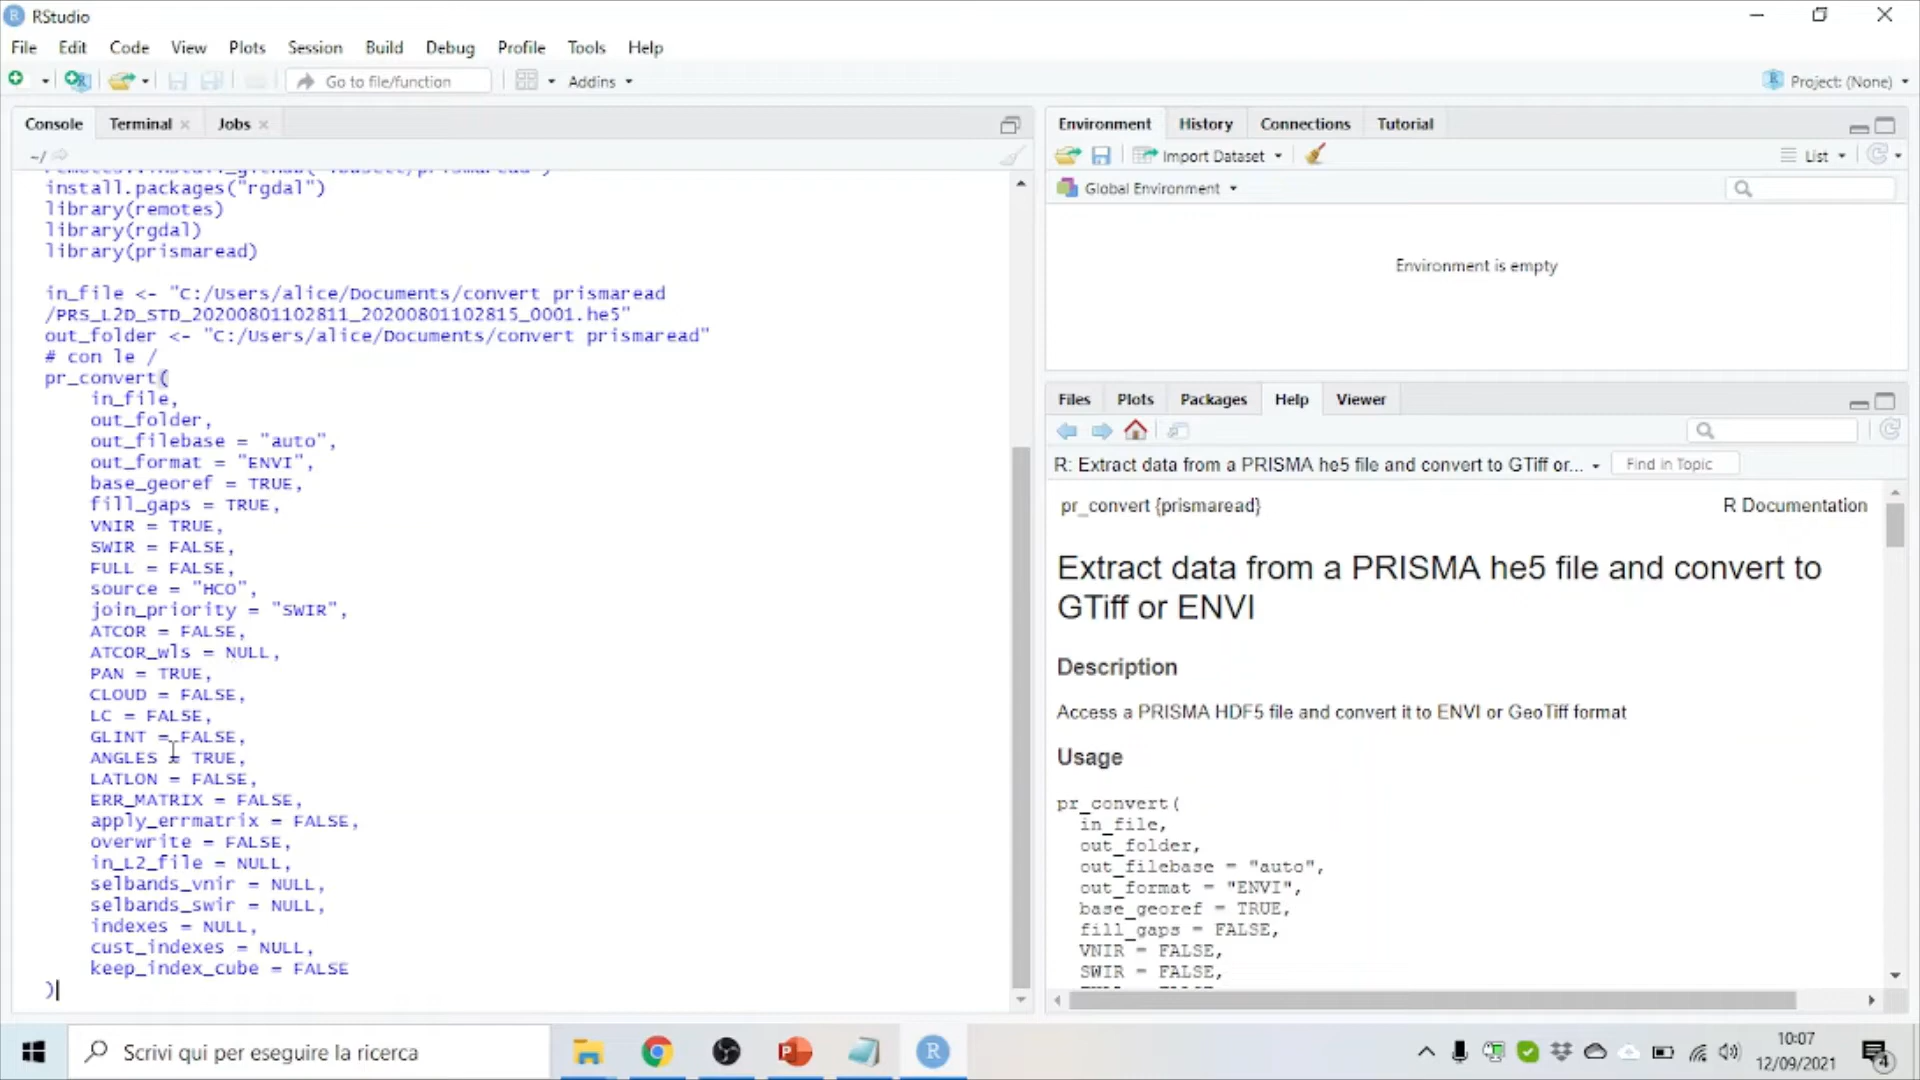 RStudio
File Edit Code View Plots Session Build Debug Profile Tools Help
Go to file/function Addins Project: (None)
Console Terminal Jobs
~/
install.packages("rgdal")
library(remotes)
library(rgdal)
library(prismaread)
in_file <- "C:/Users/alice/Documents/convert prismaread
/PRS_L2D_STD_20200801102811_20200801102815_0001.he5"
out_folder <- "C:/Users/alice/Documents/convert prismaread"
# con le /
pr_convert(
in_file,
out_folder,
out_filebase = "auto",
out_format = "ENVI",
base_georef = TRUE,
fill_gaps = TRUE,
VNIR = TRUE,
SWIR = FALSE,
FULL = FALSE,
source = "HCO",
join_priority = "SWIR",
ATCOR = FALSE,
ATCOR_wls = NULL,
PAN = TRUE,
CLOUD = FALSE,
LC = FALSE,
GLINT = FALSE,
ANGLES = TRUE,
LATLON = FALSE,
ERR_MATRIX = FALSE,
apply_errmatrix = FALSE,
overwrite = FALSE,
in_L2_file = NULL,
selbands_vnir = NULL,
selbands_swir = NULL,
indexes = NULL,
cust_indexes = NULL,
keep_index_cube = FALSE
)
Environment History Connections Tutorial
Import Dataset List
Global Environment
Environment is empty
Files Plots Packages Help Viewer
R: Extract data from a PRISMA he5 file and convert to GTiff or... Find in Topic
pr_convert {prismaread} R Documentation
Extract data from a PRISMA he5 file and convert to
GTiff or ENVI
Description
Access a PRISMA HDF5 file and convert it to ENVI or GeoTiff format
Usage
pr_convert(
in_file,
out_folder,
out_filebase = "auto",
out_format = "ENVI",
base_georef = TRUE,
fill_gaps = FALSE,
VNIR = FALSE,
SWIR = FALSE,
Scrivi qui per eseguire la ricerca
10:07
12/09/2021
4